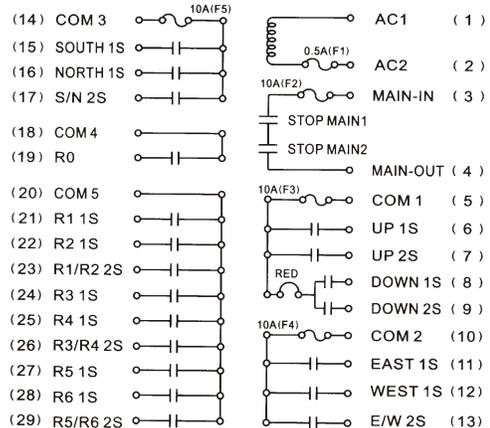 10A(F5)
(14) COM 3
(15) SOUTH 1S
(16) NORTH 1S
(17) S/N 2S
(18) COM 4
(19) R0
(20) COM 5
(21) R1 1S
(22) R2 1S
(23) R1/R2 2S
(24) R3 1S
(25) R4 1S
(26) R3/R4 2S
(27) R5 1S
(28) R6 1S
(29) R5/R6 2S
AC1 ( 1 )
0.5A(F1)
AC2 ( 2 )
10A(F2)
MAIN-IN ( 3 )
STOP MAIN1
STOP MAIN2
MAIN-OUT ( 4 )
10A(F3)
COM 1 ( 5 )
UP 1S ( 6 )
UP 2S ( 7 )
RED
DOWN 1S ( 8 )
DOWN 2S ( 9 )
10A(F4)
COM 2 (10)
EAST 1S (11)
WEST 1S (12)
E/W 2S (13)